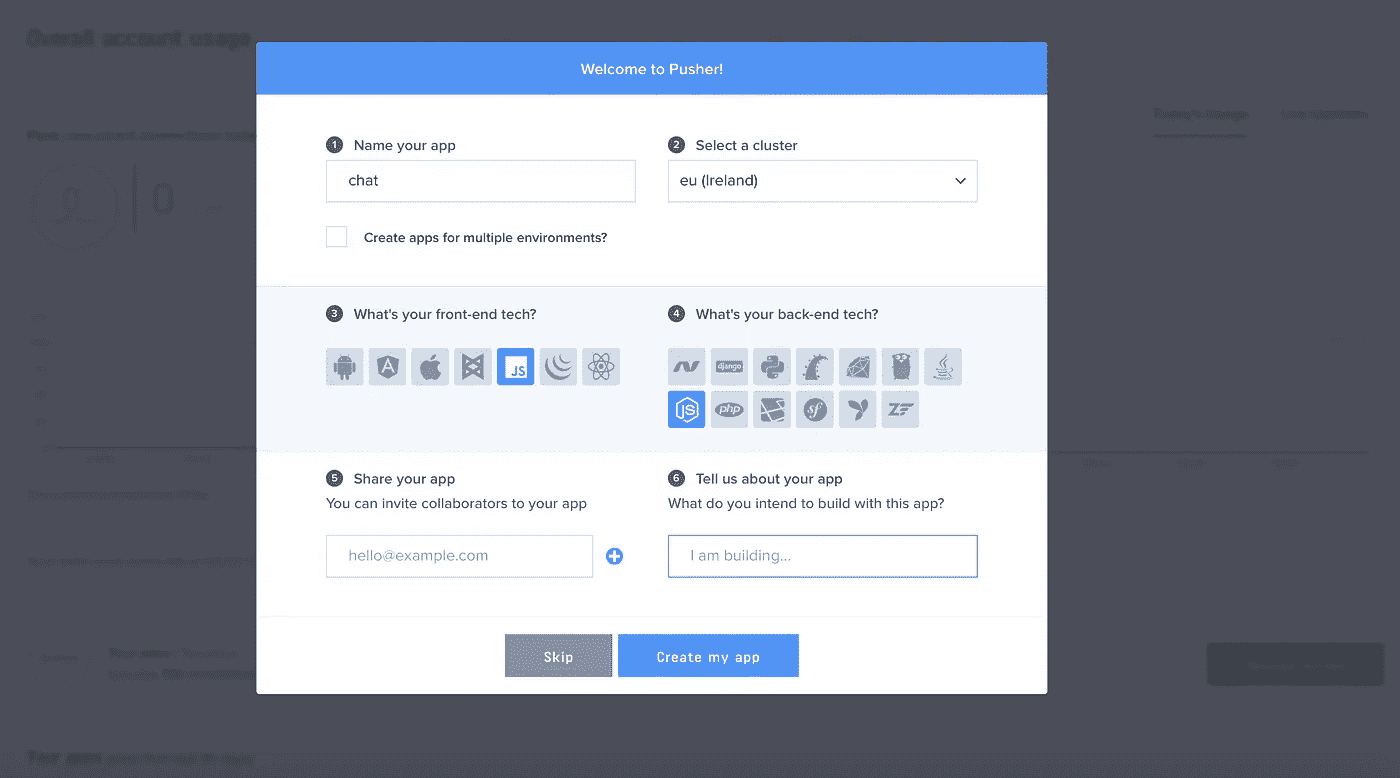 Overall account usage
Welcome to Pusher!
1 Name your app
chat
2 Select a cluster
eu (Ireland)
Create apps for multiple environments?
3 What's your front-end tech?
JS
4 What's your back-end tech?
django
JS php sf ZF
5 Share your app
You can invite collaborators to your app
hello@example.com
6 Tell us about your app
What do you intend to build with this app?
I am building...
Skip
Create my app
0
0